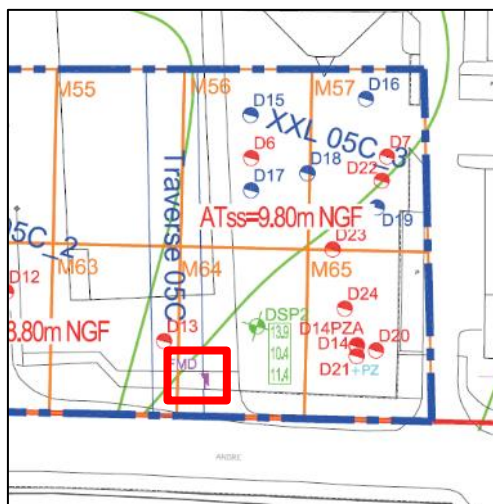 M55
M56
M57
D16
D15
XXL 05C_3
D6
D7
D18
D22
D17
D19
Traverse 05C
05C_2
ATss=9.80m NGF
D23
M63
M64
M65
D12
D24
DSP2
8.80m NGF
13.9
D14PZA
D13
10.4
D14
D20
FMD
11.4
D21
+PZ